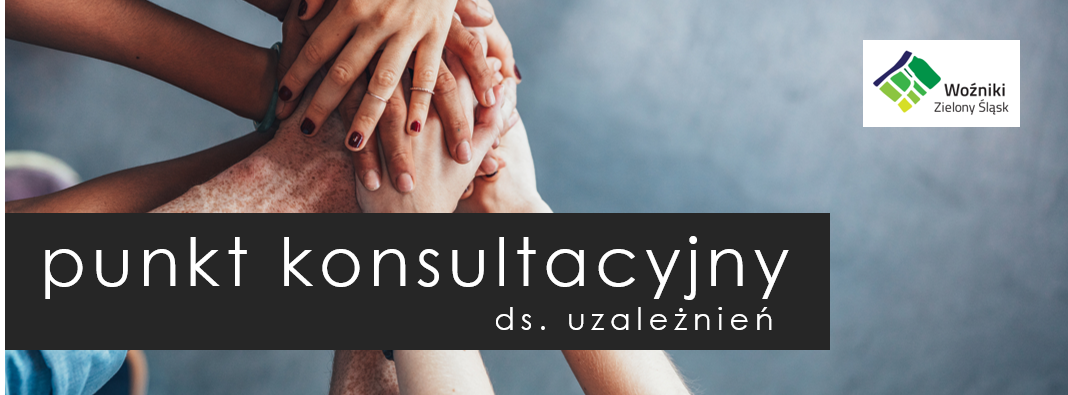 Woźniki
Zielony Śląsk
punkt konsultacyjny
ds. uzależnień